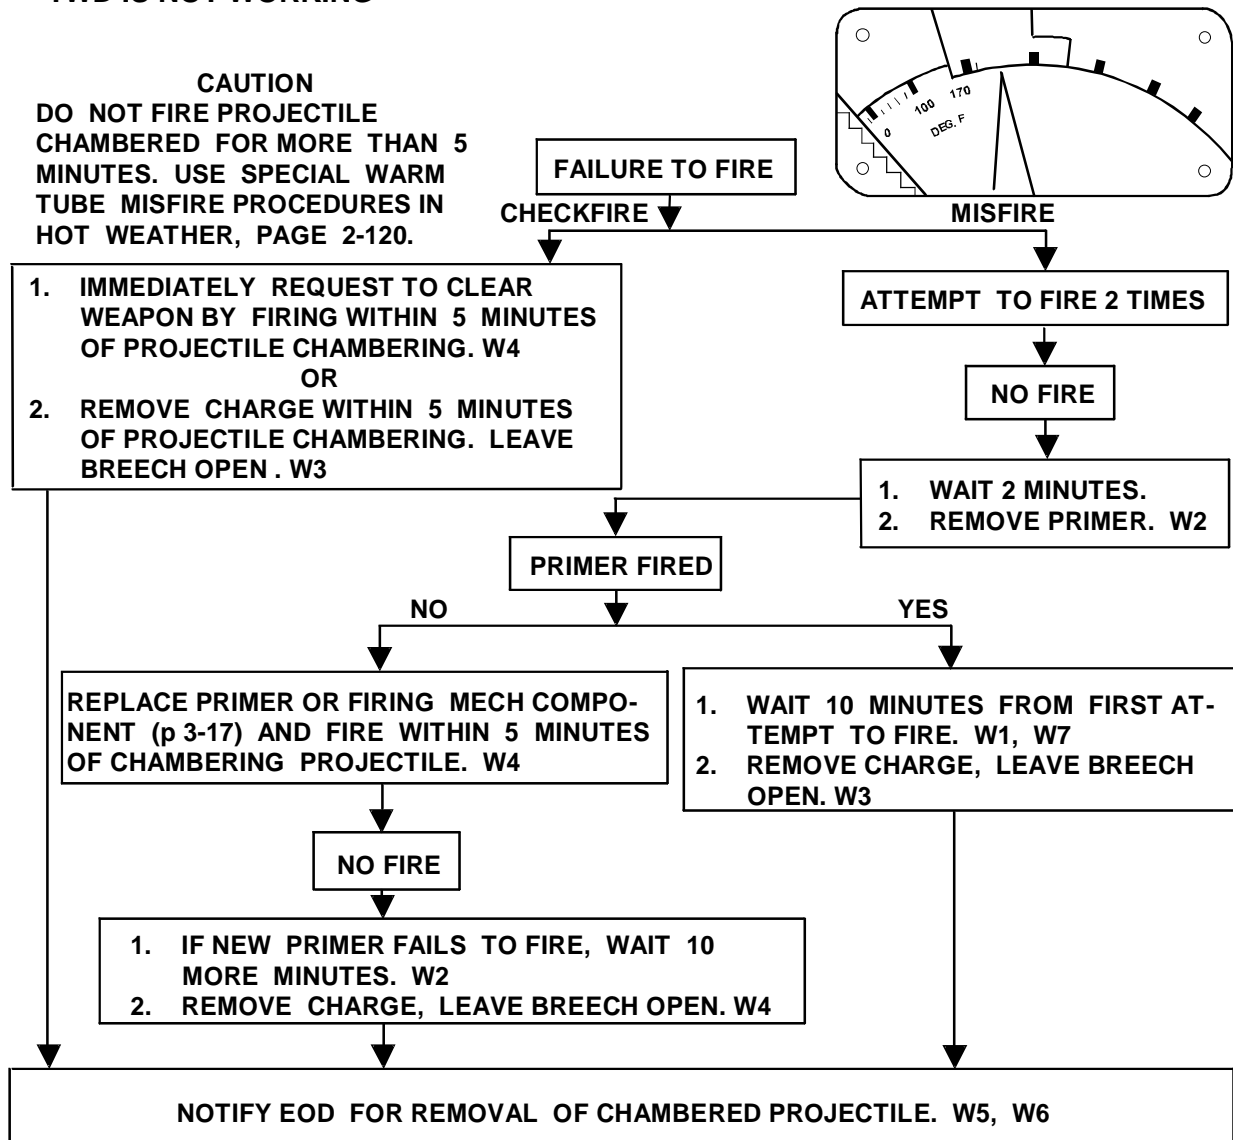 TWD IS NOT WORKING
CAUTION
DO NOT FIRE PROJECTILE
CHAMBERED FOR MORE THAN 5
MINUTES. USE SPECIAL WARM
TUBE MISFIRE PROCEDURES IN
HOT WEATHER, PAGE 2-120.
0
100
170
DEG. F
FAILURE TO FIRE
CHECKFIRE
MISFIRE
1. IMMEDIATELY REQUEST TO CLEAR
WEAPON BY FIRING WITHIN 5 MINUTES
OF PROJECTILE CHAMBERING. W4
OR
2. REMOVE CHARGE WITHIN 5 MINUTES
OF PROJECTILE CHAMBERING. LEAVE
BREECH OPEN . W3
ATTEMPT TO FIRE 2 TIMES
NO FIRE
1. WAIT 2 MINUTES.
2. REMOVE PRIMER. W2
PRIMER FIRED
NO
YES
REPLACE PRIMER OR FIRING MECH COMPO-
NENT (p 3-17) AND FIRE WITHIN 5 MINUTES
OF CHAMBERING PROJECTILE. W4
1. WAIT 10 MINUTES FROM FIRST AT-
TEMPT TO FIRE. W1, W7
2. REMOVE CHARGE, LEAVE BREECH
OPEN. W3
NO FIRE
1. IF NEW PRIMER FAILS TO FIRE, WAIT 10
MORE MINUTES. W2
2. REMOVE CHARGE, LEAVE BREECH OPEN. W4
NOTIFY EOD FOR REMOVAL OF CHAMBERED PROJECTILE. W5, W6